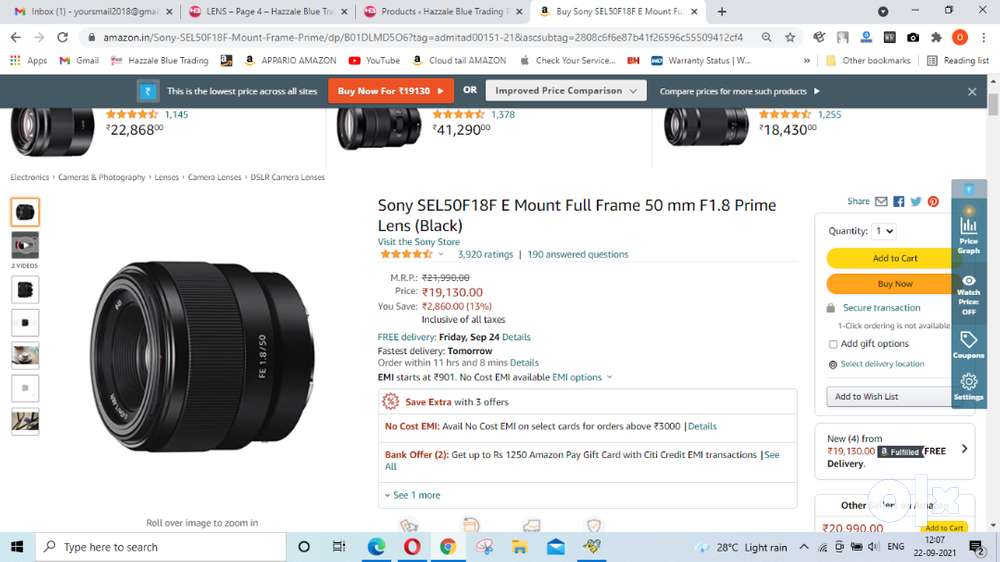 Inbox (1) - yoursmail2018@gma
LENS – Page 4 – Hazzale Blue Tra
Products ‹ Hazzale Blue Trading
Buy Sony SEL50F18F E Mount Ful
amazon.in/Sony-SEL50F18F-Mount-Frame-Prime/dp/B01DLMD5O6?tag=admitad00151-21&ascsubtag=2808c6f6e87b41f26596c55509412cf4
Apps
Gmail
Hazzale Blue Trading
APPARIO AMAZON
YouTube
Cloud tail AMAZON
Check Your Service...
BM
Warranty Status | W...
Other bookmarks
Reading list
This is the lowest price across all sites
Buy Now For ₹19130
OR
Improved Price Comparison
Compare prices for more such products
1,145
₹22,868.00
1,378
₹41,290.00
1,255
₹18,430.00
Electronics › Cameras & Photography › Lenses › Camera Lenses › DSLR Camera Lenses
2 VIDEOS
FE 1.8/50
Roll over image to zoom in
Sony SEL50F18F E Mount Full Frame 50 mm F1.8 Prime
Lens (Black)
Visit the Sony Store
3,920 ratings | 190 answered questions
M.R.P.: ₹21,990.00
Price: ₹19,130.00
You Save: ₹2,860.00 (13%)
Inclusive of all taxes
FREE delivery: Friday, Sep 24 Details
Fastest delivery: Tomorrow
Order within 11 hrs and 8 mins Details
EMI starts at ₹901. No Cost EMI available EMI options
Save Extra with 3 offers
No Cost EMI: Avail No Cost EMI on select cards for orders above ₹3000 | Details
Bank Offer (2): Get up to Rs 1250 Amazon Pay Gift Card with Citi Credit EMI transactions | See
All
See 1 more
Share
Quantity: 1
Add to Cart
Buy Now
Secure transaction
1-Click ordering is not available
Add gift options
Select delivery location
Add to Wish List
New (4) from
₹19,130.00 Fulfilled FREE
Delivery.
Other Sellers on Amazon
₹20,990.00
Add to Cart
Price
Graph
Watch
Price:
OFF
Coupons
Settings
olx
Type here to search
28°C Light rain
ENG
12:07
22-09-2021
2